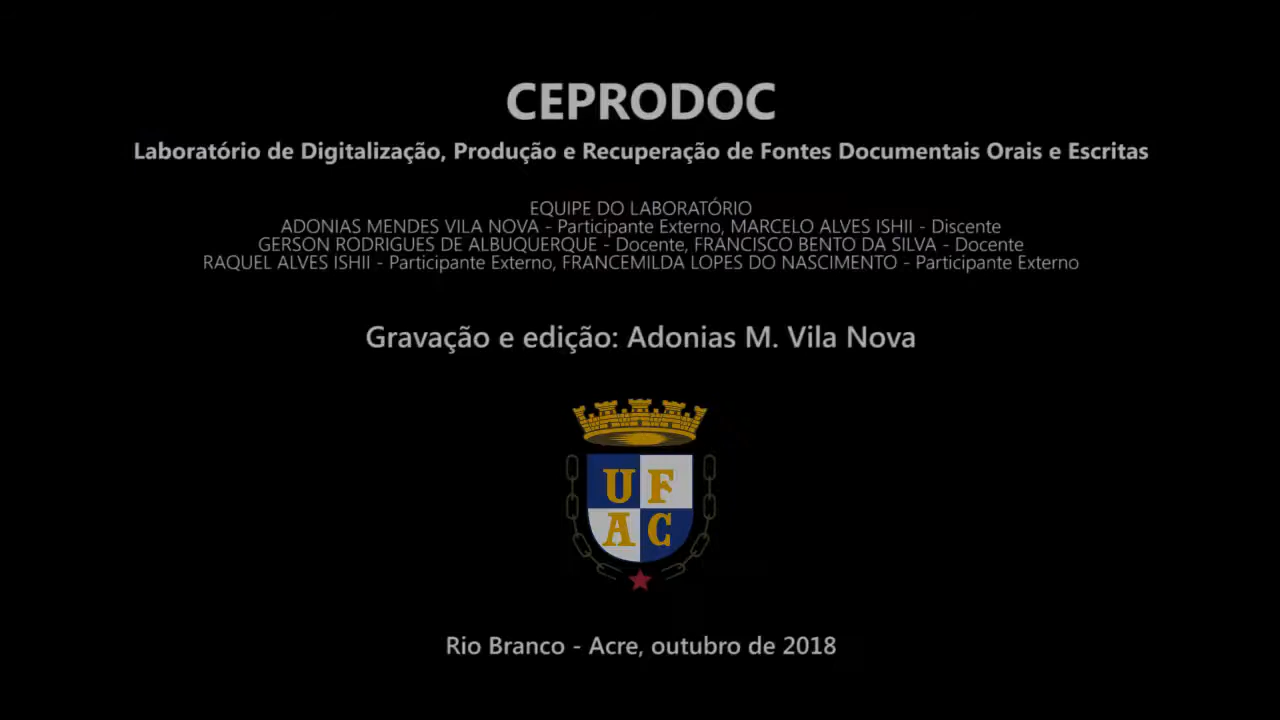 CEPRODOC
Laboratório de Digitalização, Produção e Recuperação de Fontes Documentais Orais e Escritas
EQUIPE DO LABORATÓRIO
ADONIAS MENDES VILA NOVA - Participante Externo, MARCELO ALVES ISHII - Discente
GERSON RODRIGUES DE ALBUQUERQUE - Docente, FRANCISCO BENTO DA SILVA - Docente
RAQUEL ALVES ISHII - Participante Externo, FRANCEMILDA LOPES DO NASCIMENTO - Participante Externo
Gravação e edição: Adonias M. Vila Nova
UF
AC
Rio Branco - Acre, outubro de 2018